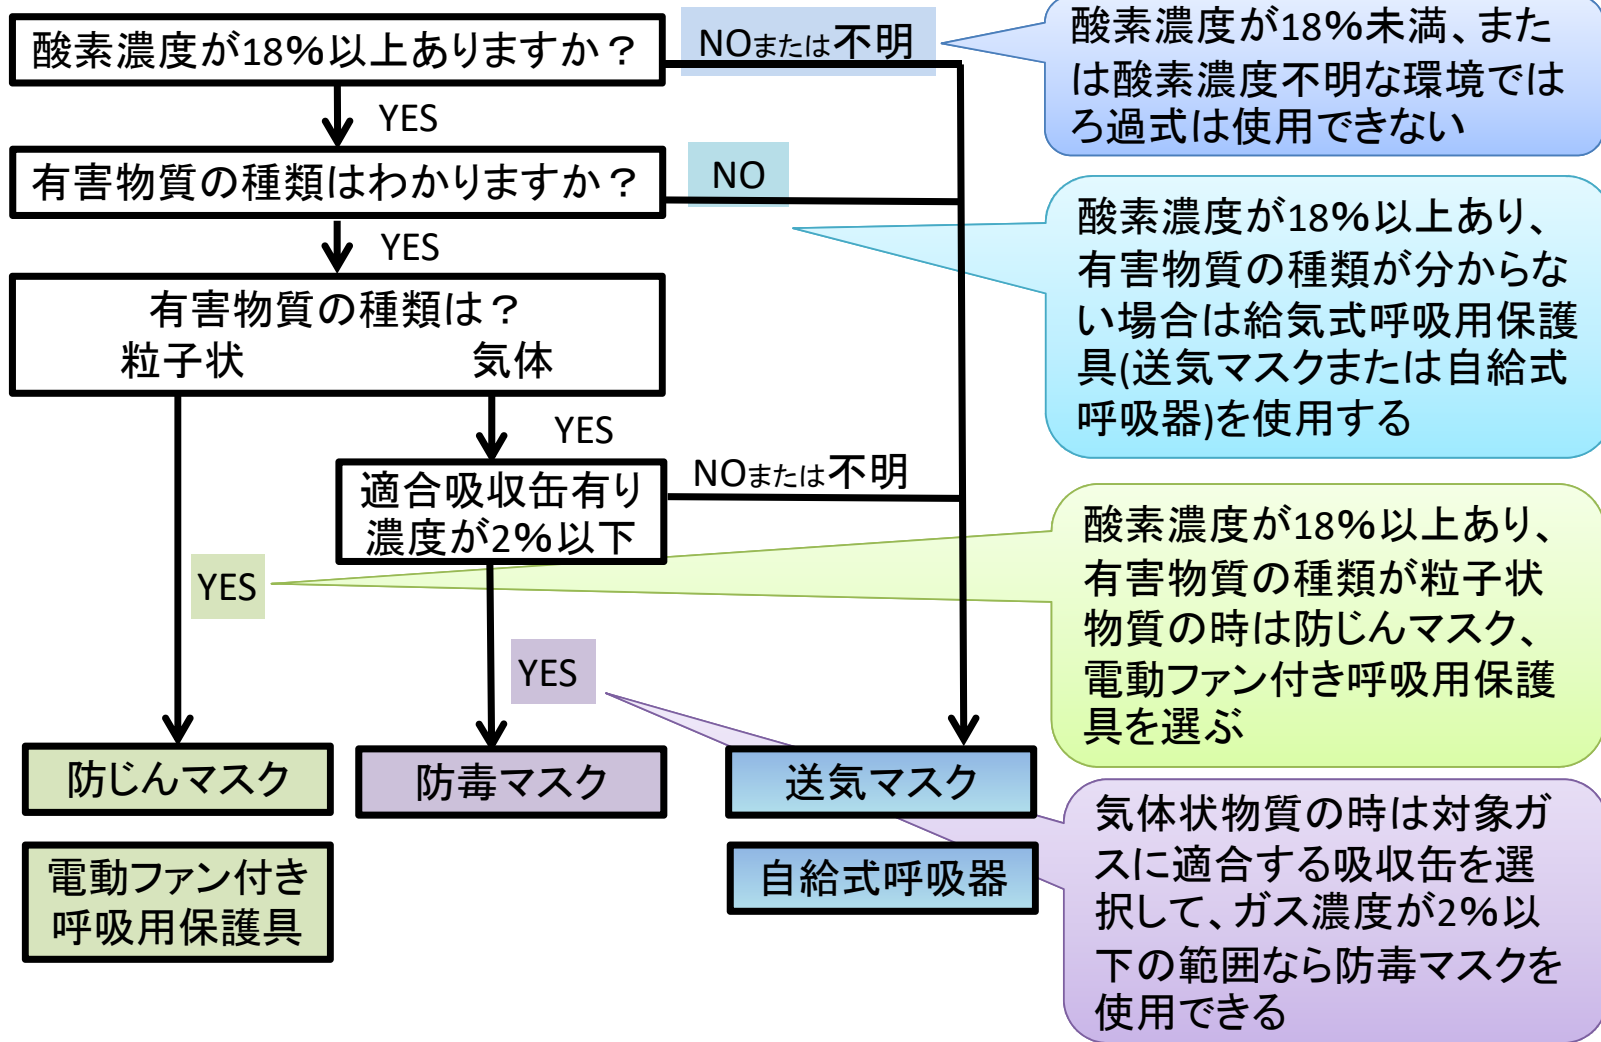 酸素濃度が18%以上ありますか？
NOまたは不明
酸素濃度が18%未満、また
は酸素濃度不明な環境では
ろ過式は使用できない
YES
有害物質の種類はわかりますか？
NO
酸素濃度が18%以上あり、
有害物質の種類が分からな
い場合は給気式呼吸用保護
具(送気マスクまたは自給式
呼吸器)を使用する
YES
有害物質の種類は？
粒子状 気体
YES
適合吸収缶有り
濃度が2%以下
NOまたは不明
酸素濃度が18%以上あり、
有害物質の種類が粒子状
物質の時は防じんマスク、
電動ファン付き呼吸用保護
具を選ぶ
YES
YES
防じんマスク
防毒マスク
送気マスク
気体状物質の時は対象ガ
スに適合する吸収缶を選
択して、ガス濃度が2%以
下の範囲なら防毒マスクを
使用できる
電動ファン付き
呼吸用保護具
自給式呼吸器